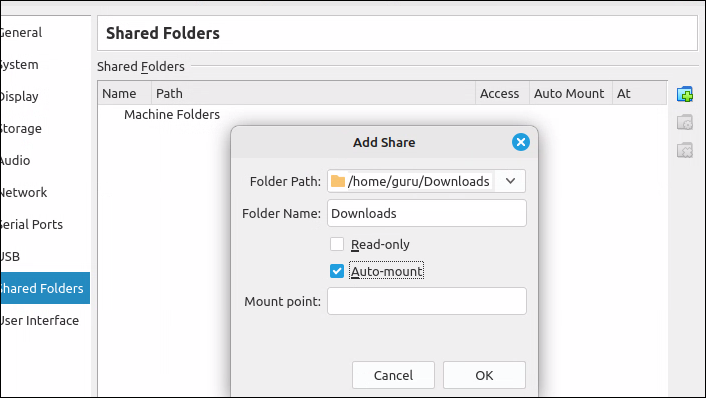 General
Shared Folders
System
Shared Folders
Display
Name Path Access Auto Mount At
Machine Folders
Storage
Audio
Network
Serial Ports
USB
Shared Folders
User Interface
Add Share
Folder Path: /home/guru/Downloads
Folder Name: Downloads
Read-only
Auto-mount
Mount point:
Cancel OK